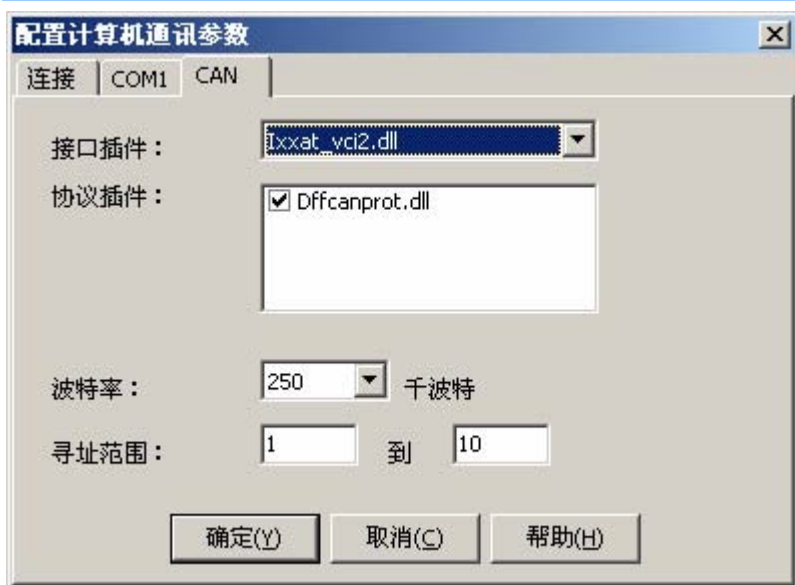 配置计算机通讯参数
连接 COM1 CAN
接口插件： Ixxat_vci2.dll
协议插件： Dffcanprot.dll
波特率： 250 千波特
寻址范围： 1 到 10
确定(Y) 取消(C) 帮助(H)